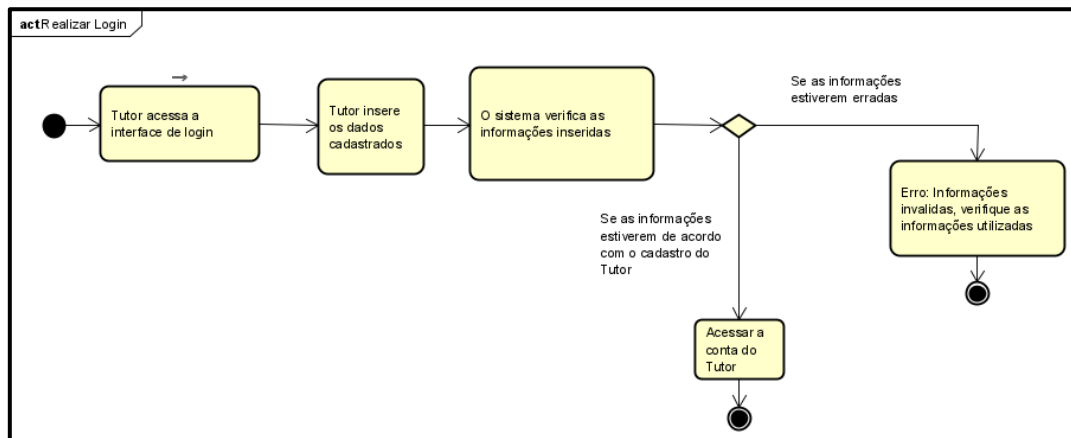 actRealizar Login
Tutor acessa a
interface de login
Tutor insere
os dados
cadastrados
O sistema verifica as
informações inseridas
Se as informações
estiverem erradas
Erro: Informações
invalidas, verifique as
informações utilizadas
Se as informações
estiverem de acordo
com o cadastro do
Tutor
Acessar a
conta do
Tutor